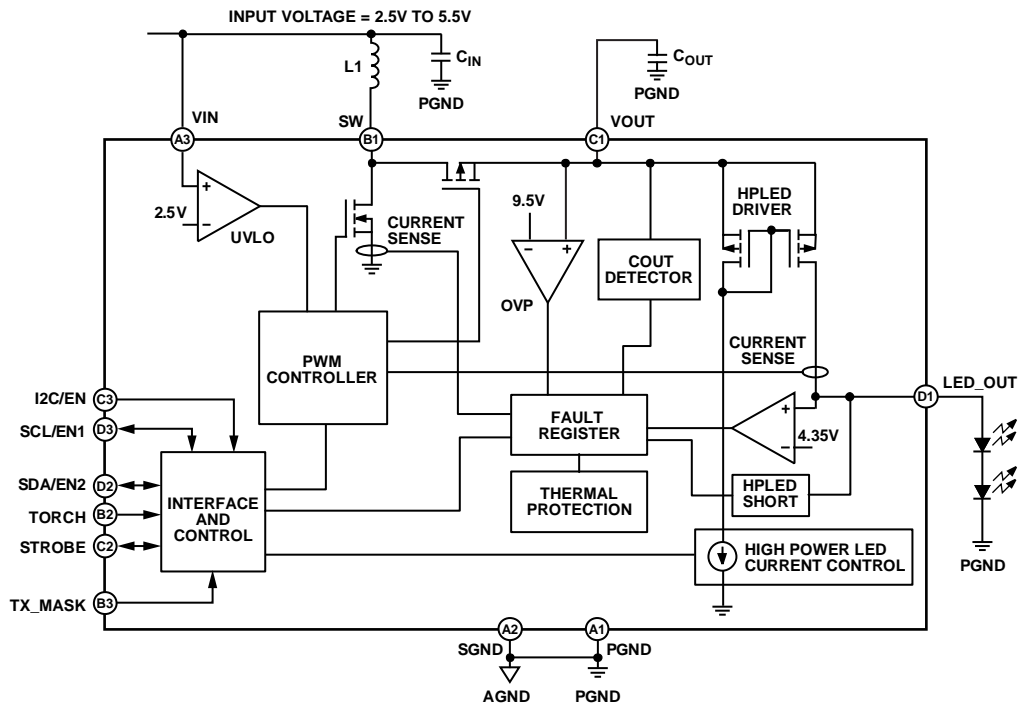 INPUT VOLTAGE = 2.5V TO 5.5V
L1
CIN
PGND
COUT
PGND
VIN
SW
VOUT
A3
B1
C1
+
2.5V
−
UVLO
CURRENT
SENSE
9.5V
−
+
OVP
COUT
DETECTOR
HPLED
DRIVER
PWM
CONTROLLER
CURRENT
SENSE
LED_OUT
D1
I2C/EN
C3
SCL/EN1
D3
SDA/EN2
D2
TORCH
B2
STROBE
C2
TX_MASK
B3
INTERFACE
AND
CONTROL
FAULT
REGISTER
+
4.35V
−
THERMAL
PROTECTION
HPLED
SHORT
HIGH POWER LED
CURRENT CONTROL
PGND
A2
A1
SGND
PGND
AGND
PGND